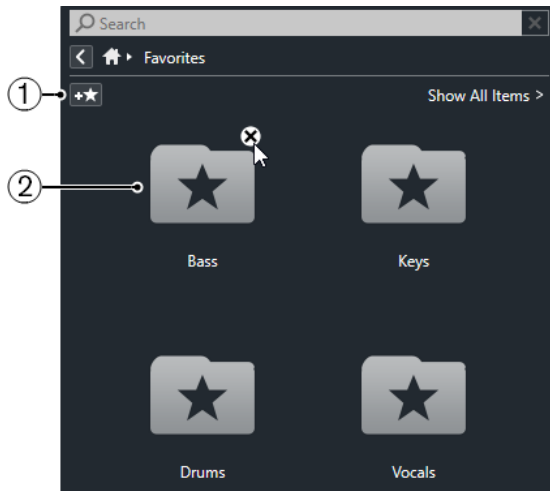 Search
Favorites
1
Show All Items >
2
Bass
Keys
Drums
Vocals